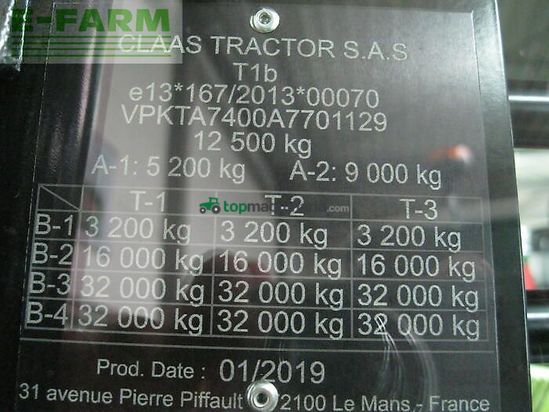 E-FARM
CLAAS TRACTOR S.A.S
T1b
e13*167/2013*00070
VPKTA7400A7701129
12 500 kg
A-1: 5 200 kg A-2: 9 000 kg
T-1 T-2 T-3
B-1 3 200 kg 3 200 kg 3 200 kg
B-2 16 000 kg 16 000 kg 16 000 kg
B-3 32 000 kg 32 000 kg 32 000 kg
B-4 32 000 kg 32 000 kg 32 000 kg
Prod. Date : 01/2019
31 avenue Pierre Piffault 2100 Le Mans - France